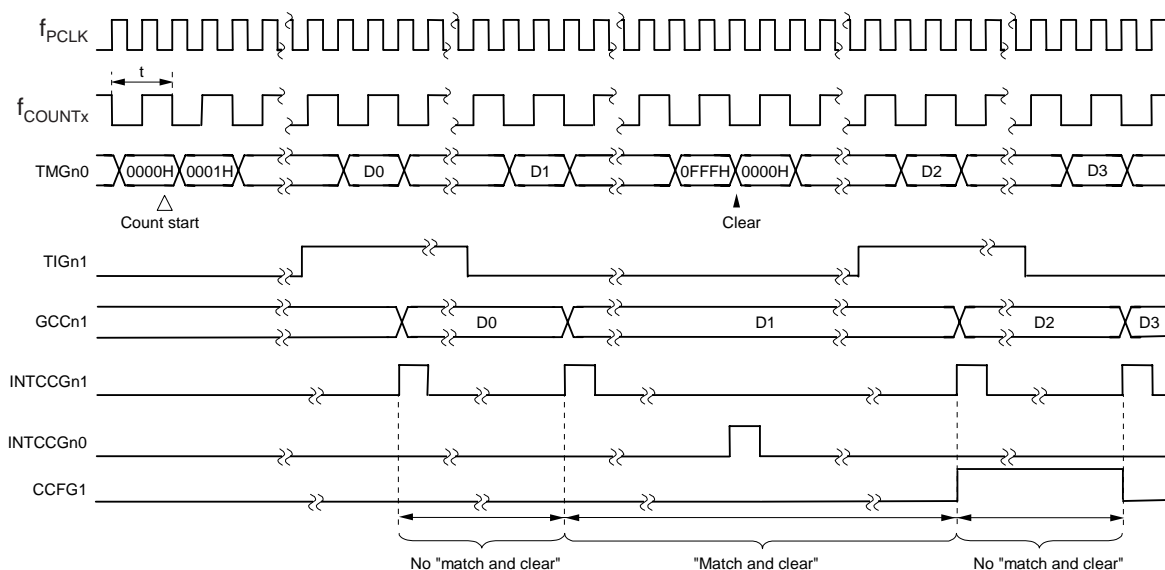 fPCLK
t
fCOUNTx
TMGn0 0000H 0001H D0 D1 0FFFH 0000H D2 D3
Count start Clear
TIGn1
GCCn1 D0 D1 D2 D3
INTCCGn1
INTCCGn0
CCFG1
No "match and clear" "Match and clear" No "match and clear"